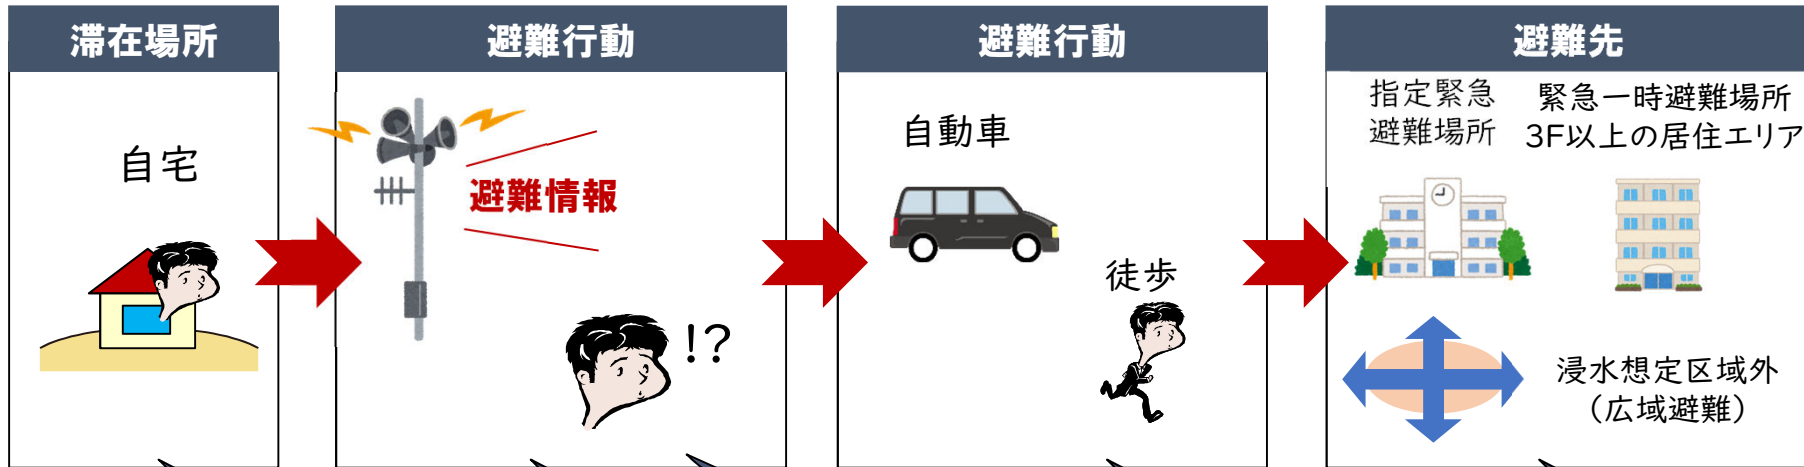 滞在場所
自宅
避難行動
避難情報
!?
避難行動
自動車
徒歩
避難先
指定緊急
避難場所
緊急一時避難場所
3F以上の居住エリア
浸水想定区域外
（広域避難）